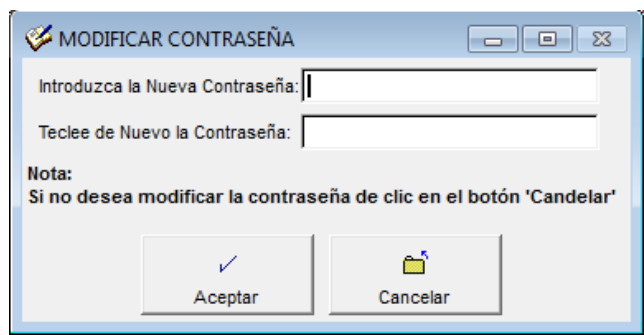 MODIFICAR CONTRASEÑA
Introduzca la Nueva Contraseña:
Teclee de Nuevo la Contraseña:
Nota:
Si no desea modificar la contraseña de clic en el botón 'Candelar'
Aceptar
Cancelar